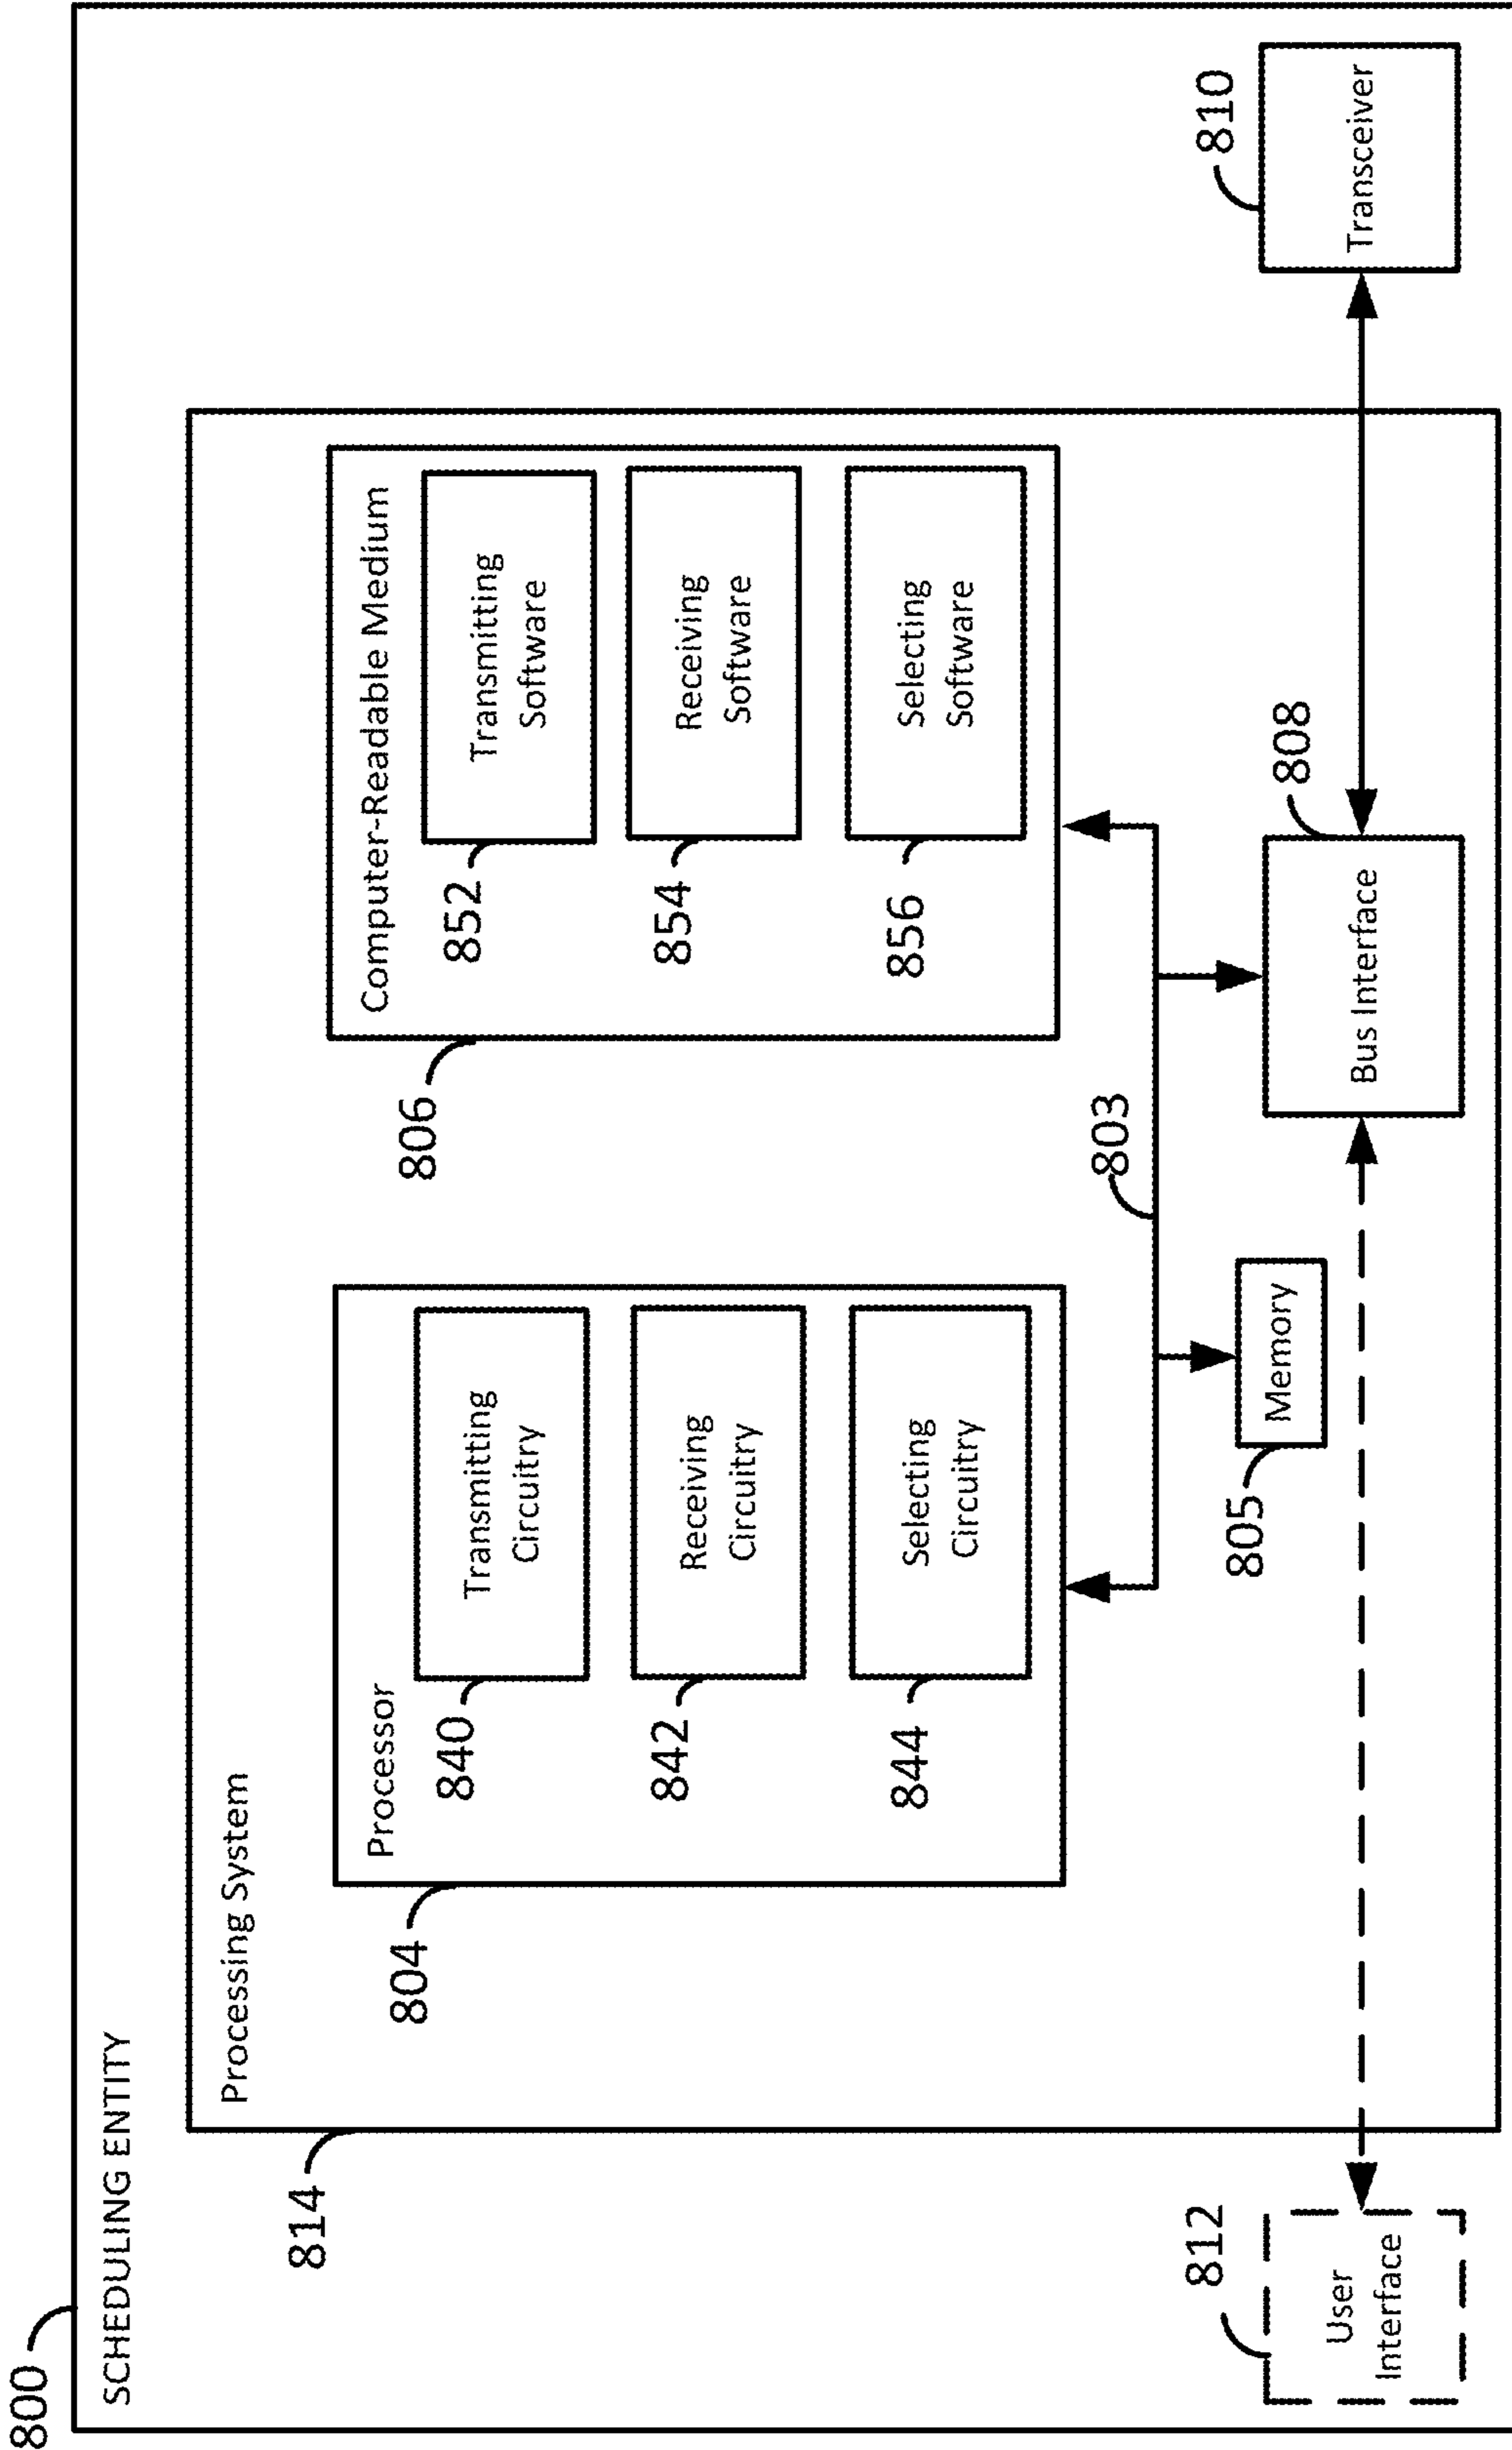 800
SCHEDULING ENTITY
814
Processing System
804
Processor
840
Transmitting
Circuitry
842
Receiving
Circuitry
844
Selecting
Circuitry
806
Computer-Readable Medium
852
Transmitting
Software
854
Receiving
Software
856
Selecting
Software
803
805
Memory
812
User
Interface
808
Bus Interface
810
Transceiver